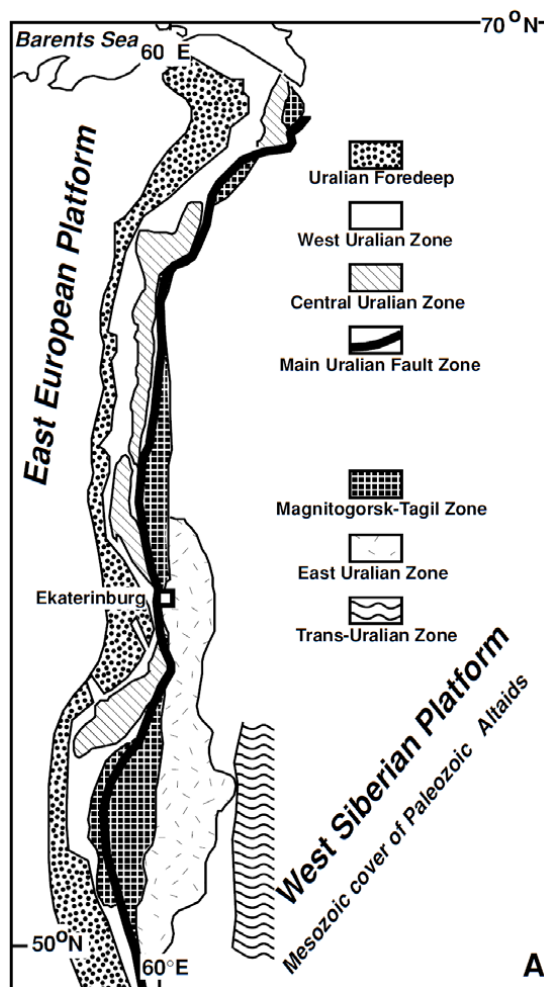 70 °N
Barents Sea
60 E
Uralian Foredeep
West Uralian Zone
Central Uralian Zone
Main Uralian Fault Zone
East European Platform
Magnitogorsk-Tagil Zone
East Uralian Zone
Ekaterinburg
Trans-Uralian Zone
West Siberian Platform
Mesozoic cover of Paleozoic Altaids
50°N
60°E
A